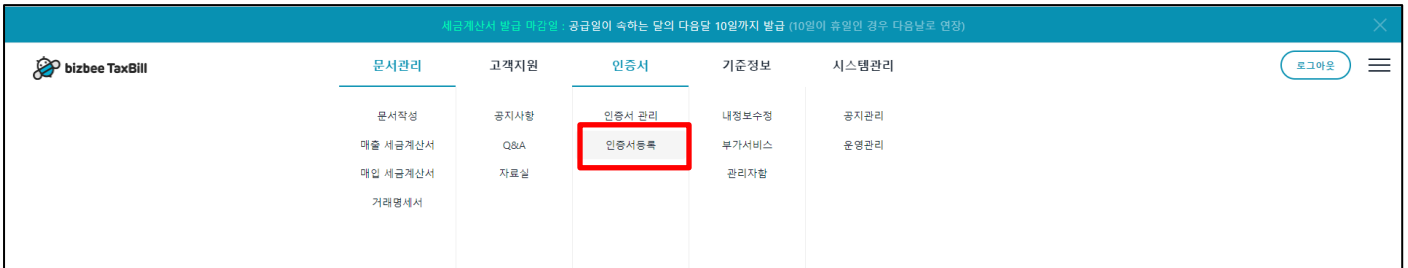 세금계산서 발급 마감일 : 공급일이 속하는 달의 다음달 10일까지 발급 (10일이 휴일인 경우 다음날로 연장)
bizbee TaxBill 문서관리 고객지원 인증서 기준정보 시스템관리 로그아웃
문서작성 공지사항 인증서 관리 내정보수정 공지관리
매출 세금계산서 Q&A 인증서등록 부가서비스 운영관리
매입 세금계산서 자료실 관리자함
거래명세서